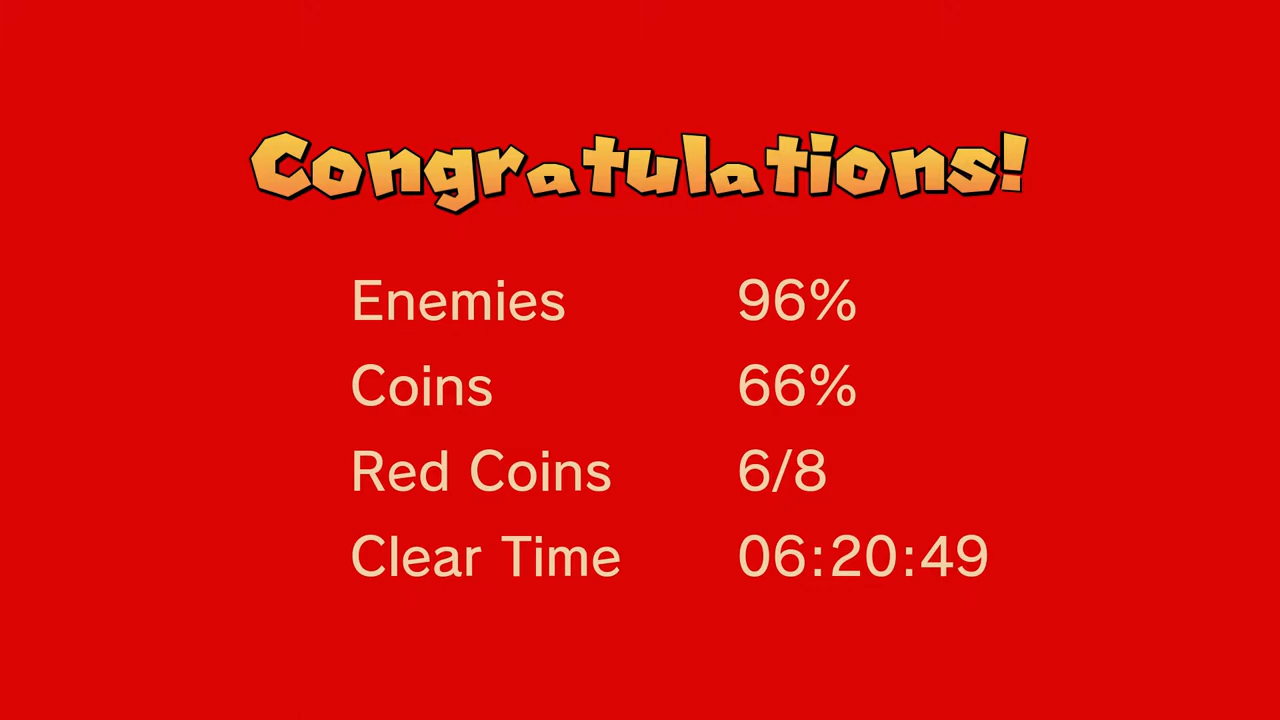 Congratulations!
Enemies 96%
Coins 66%
Red Coins 6/8
Clear Time 06:20:49